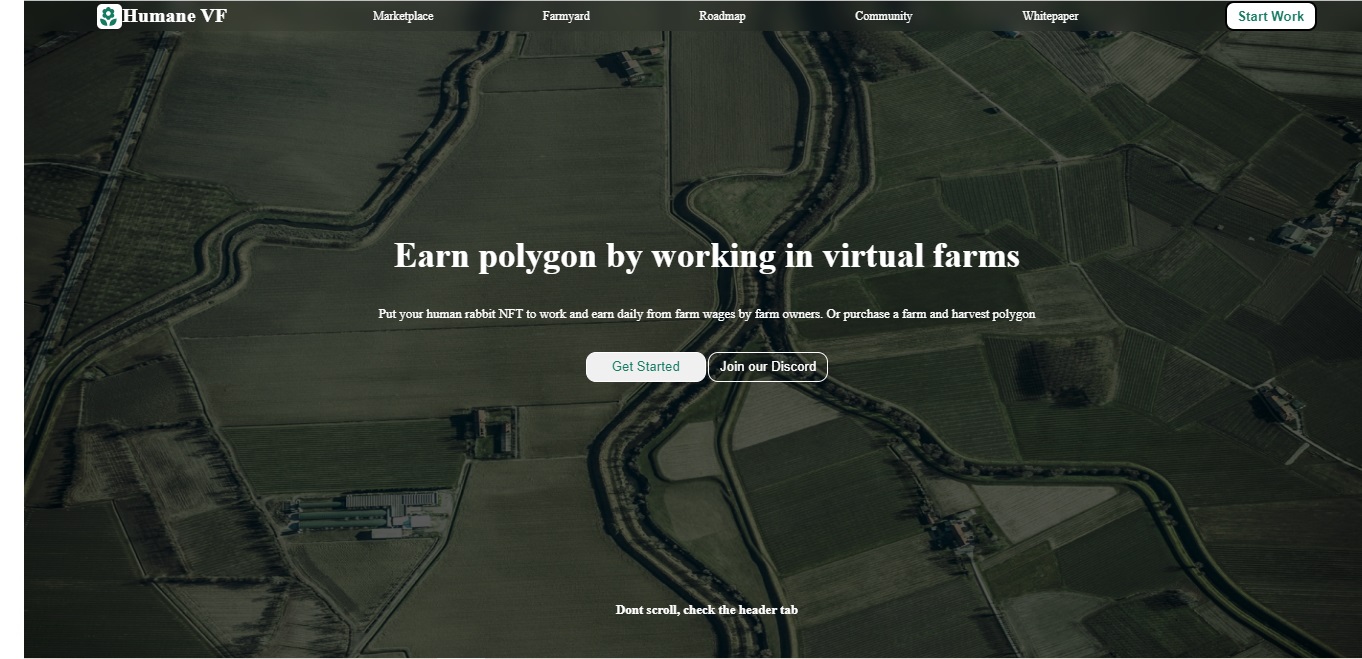 Humane VF
Marketplace
Farmyard
Roadmap
Community
Whitepaper
Start Work
Earn polygon by working in virtual farms
Put your human rabbit NFT to work and earn daily from farm wages by farm owners. Or purchase a farm and harvest polygon
Get Started
Join our Discord
Dont scroll, check the header tab